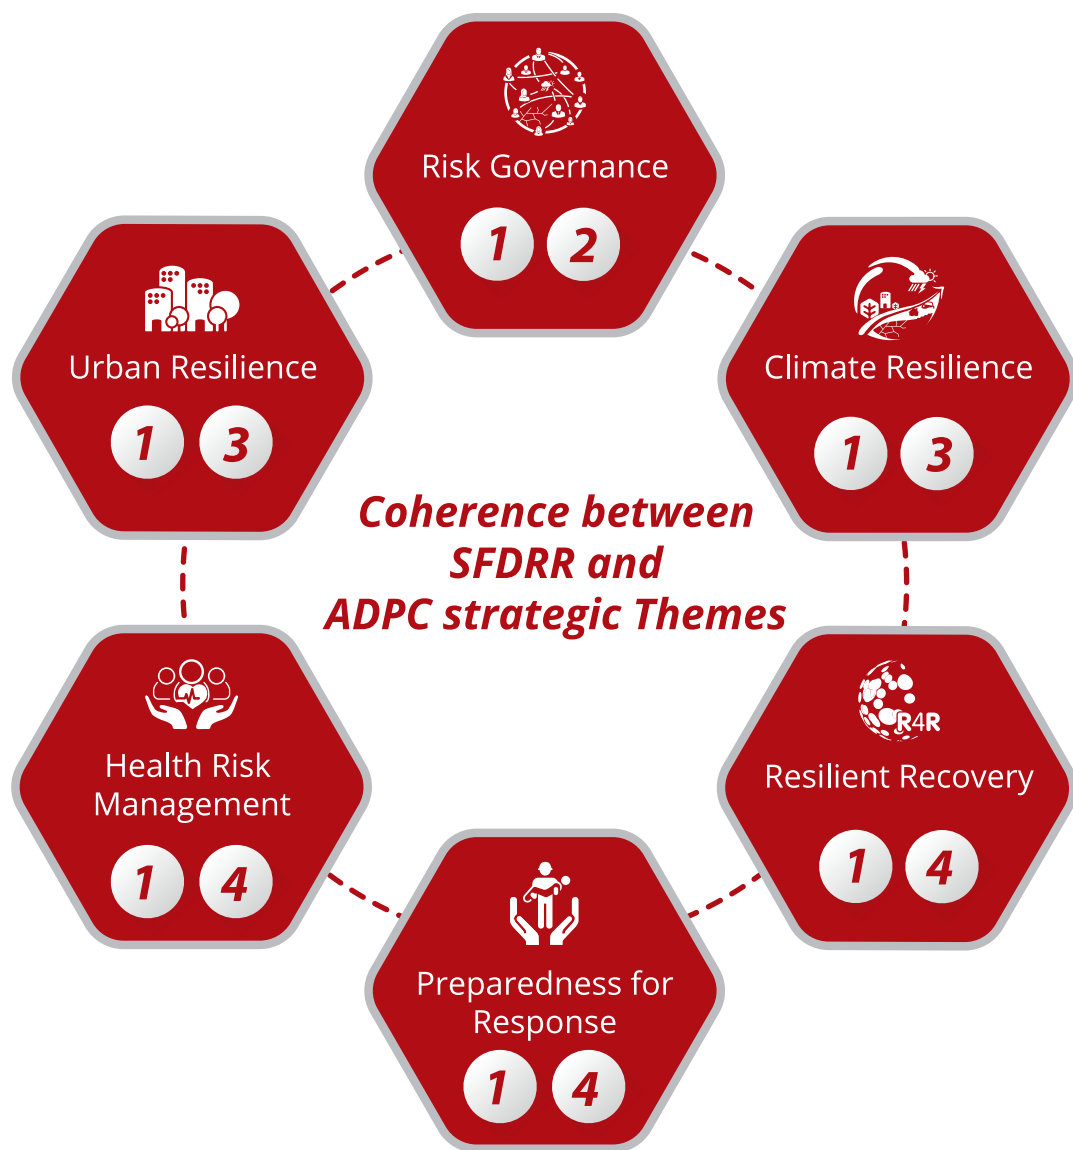 Risk Governance
1 2
Urban Resilience
1 3
Climate Resilience
1 3
Coherence between
SFDRR and
ADPC strategic Themes
Health Risk
Management
1 4
R4R
Resilient Recovery
1 4
Preparedness for
Response
1 4